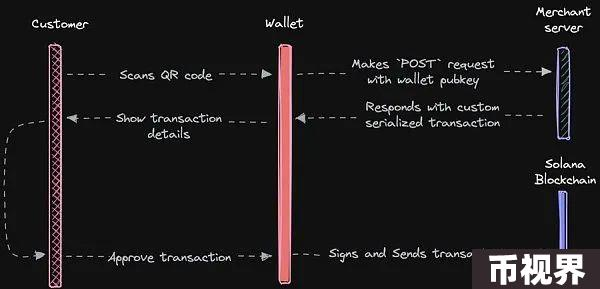 Customer
Wallet
Merchant
server
Scans QR code
Makes `POST` request
with wallet pubkey
Responds with custom
serialized transaction
Show transaction
details
Solana
Blockchain
Approve transaction
Signs and Sends transac
币视界